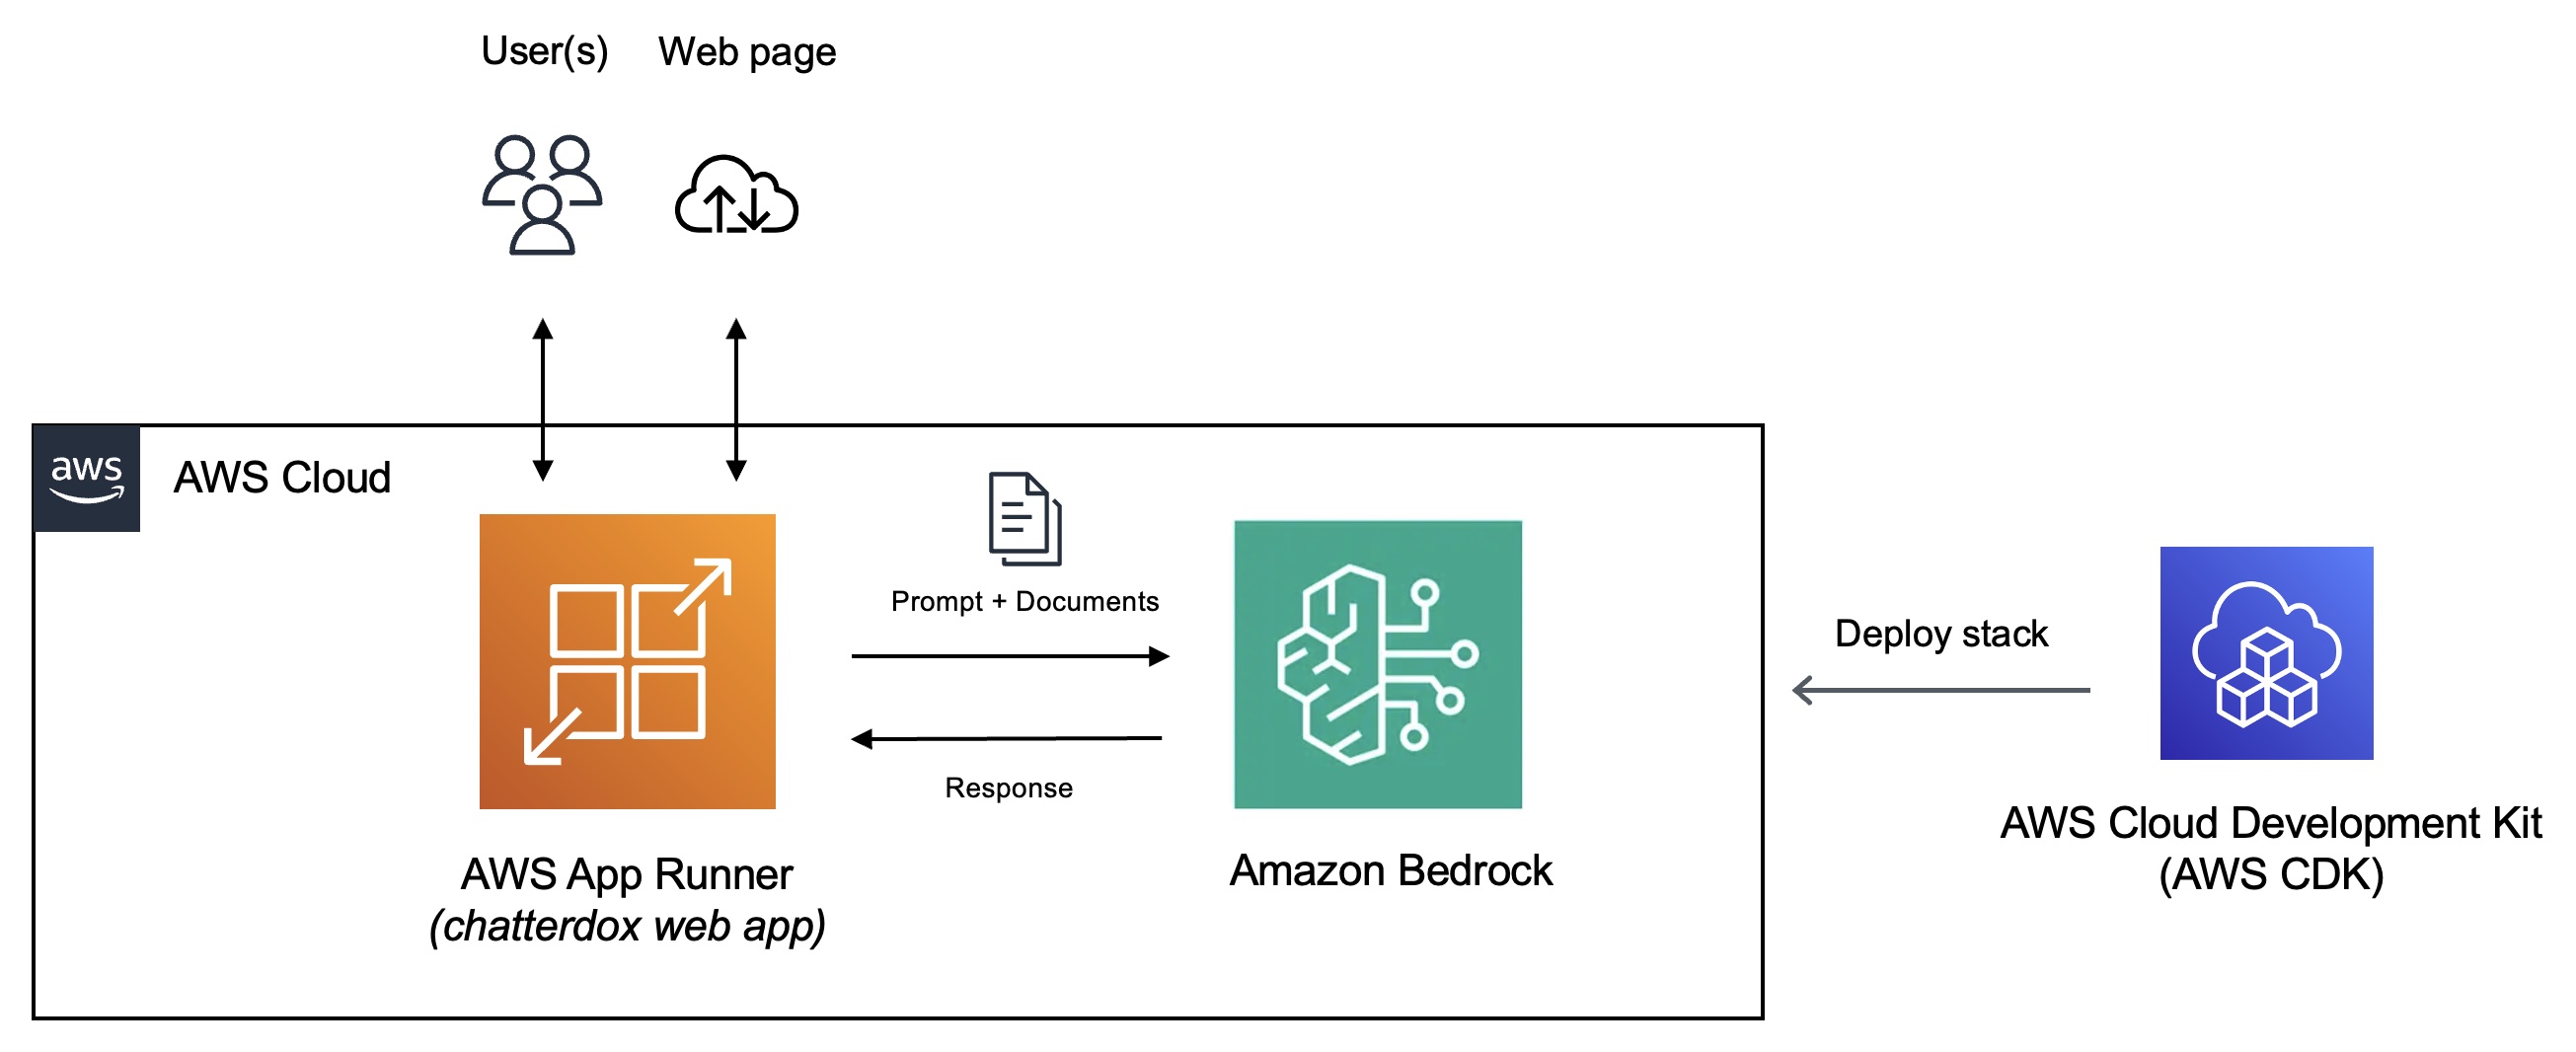 User(s)
Web page
aws
AWS Cloud
Prompt + Documents
Response
AWS App Runner
(chatterdox web app)
Amazon Bedrock
Deploy stack
AWS Cloud Development Kit
(AWS CDK)